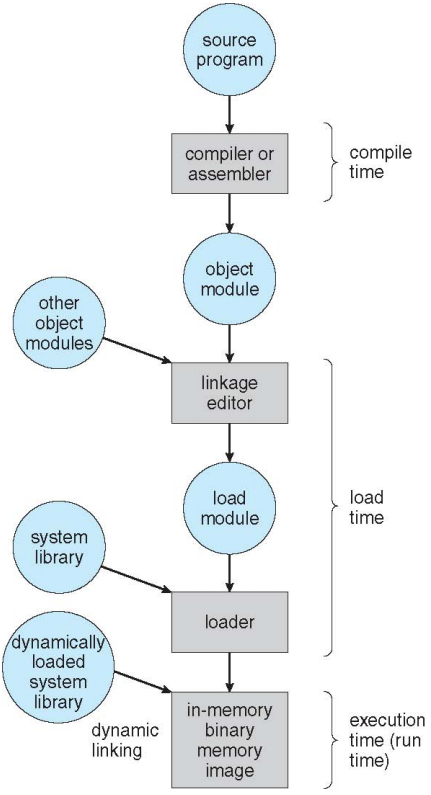 source
program
compiler or
assembler
compile
time
object
module
other
object
modules
linkage
editor
load
module
load
time
system
library
loader
dynamically
loaded
system
library
dynamic
linking
in-memory
binary
memory
image
execution
time (run
time)